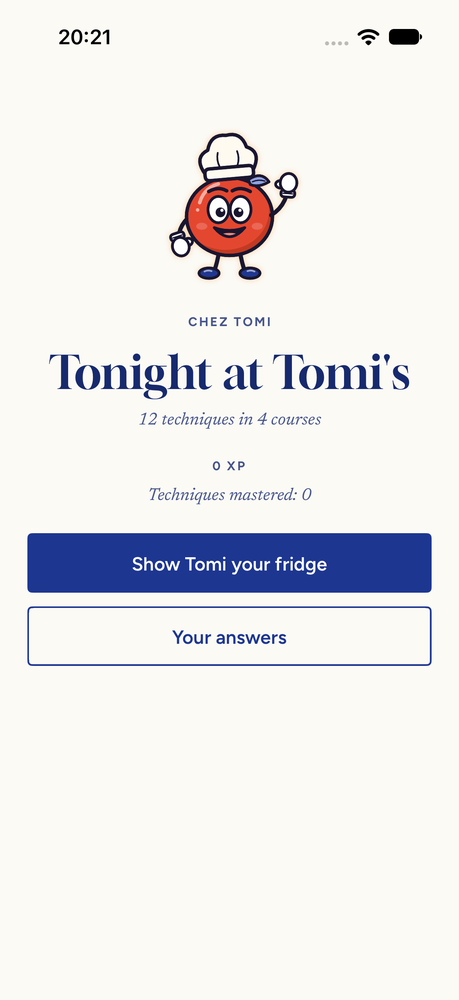 20:21
CHEZ TOMI
Tonight at Tomi's
12 techniques in 4 courses
0 XP
Techniques mastered: 0
Show Tomi your fridge
Your answers